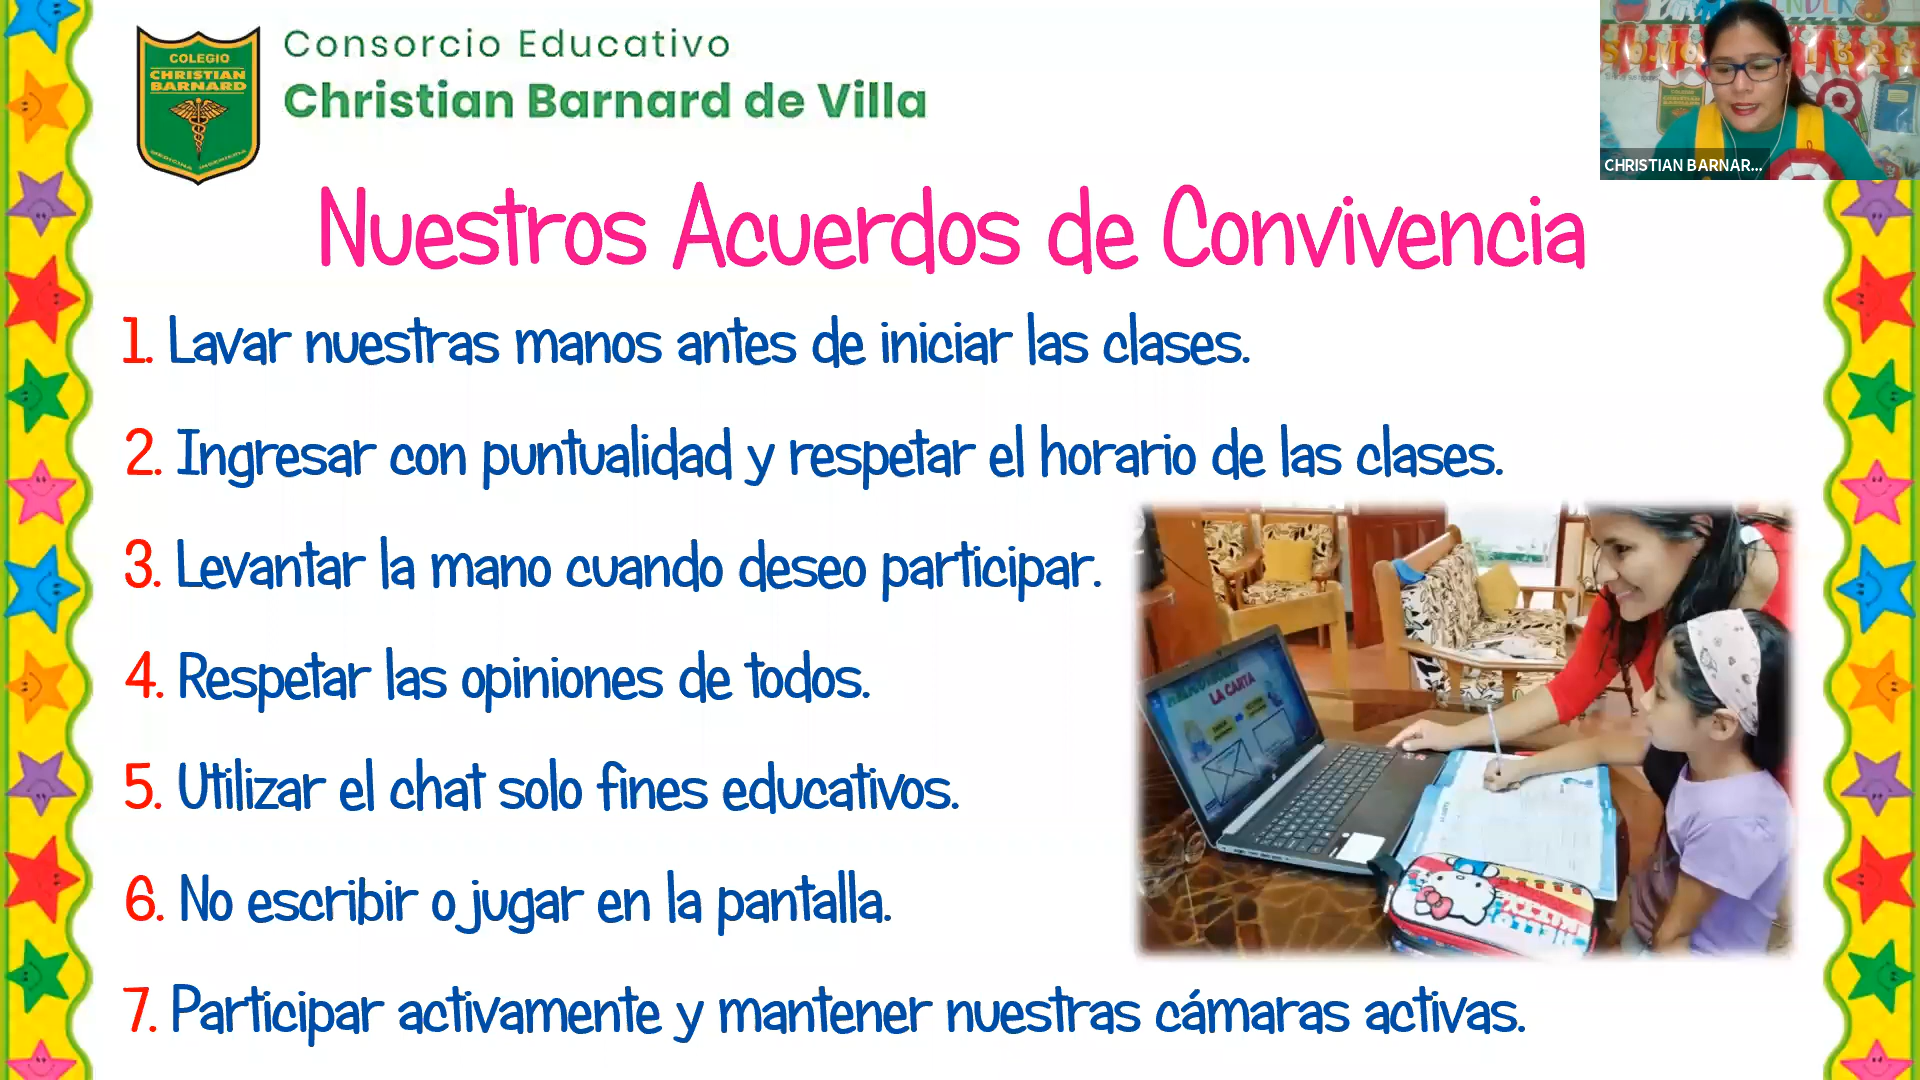 COLEGIO
CHRISTIAN
BARNARD
MEDICINA INGENIERIA
Consorcio Educativo
Christian Barnard de Villa
CHRISTIAN BARNAR...
Nuestros Acuerdos de Convivencia
1. Lavar nuestras manos antes de iniciar las clases.
2. Ingresar con puntualidad y respetar el horario de las clases.
3. Levantar la mano cuando deseo participar.
4. Respetar las opiniones de todos.
5. Utilizar el chat solo fines educativos.
6. No escribir o jugar en la pantalla.
7. Participar activamente y mantener nuestras cámaras activas.
LA CARTA